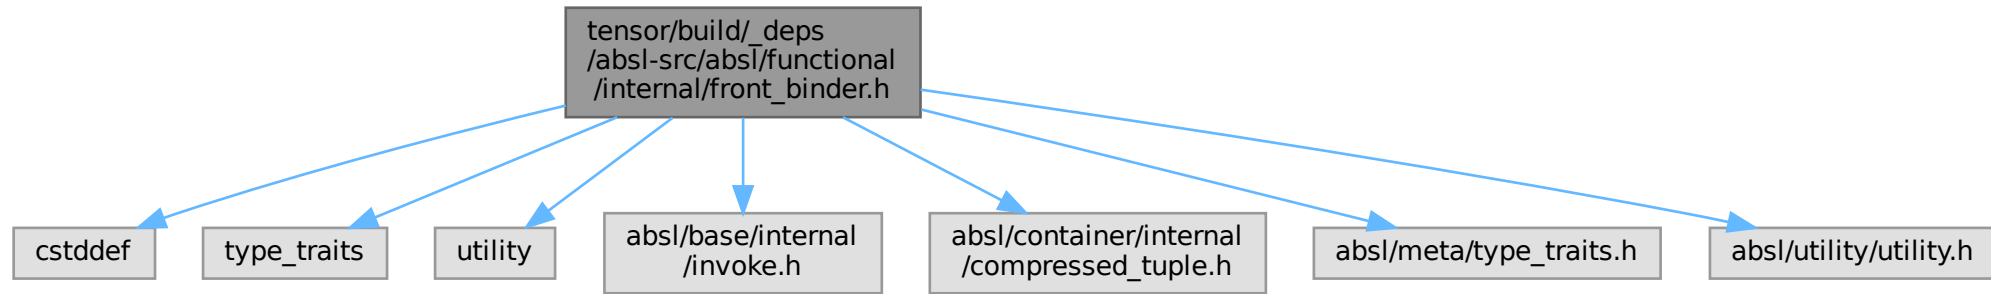 tensor/build/_deps
/absl-src/absl/functional
/internal/front_binder.h
cstddef
type_traits
utility
absl/base/internal
/invoke.h
absl/container/internal
/compressed_tuple.h
absl/meta/type_traits.h
absl/utility/utility.h